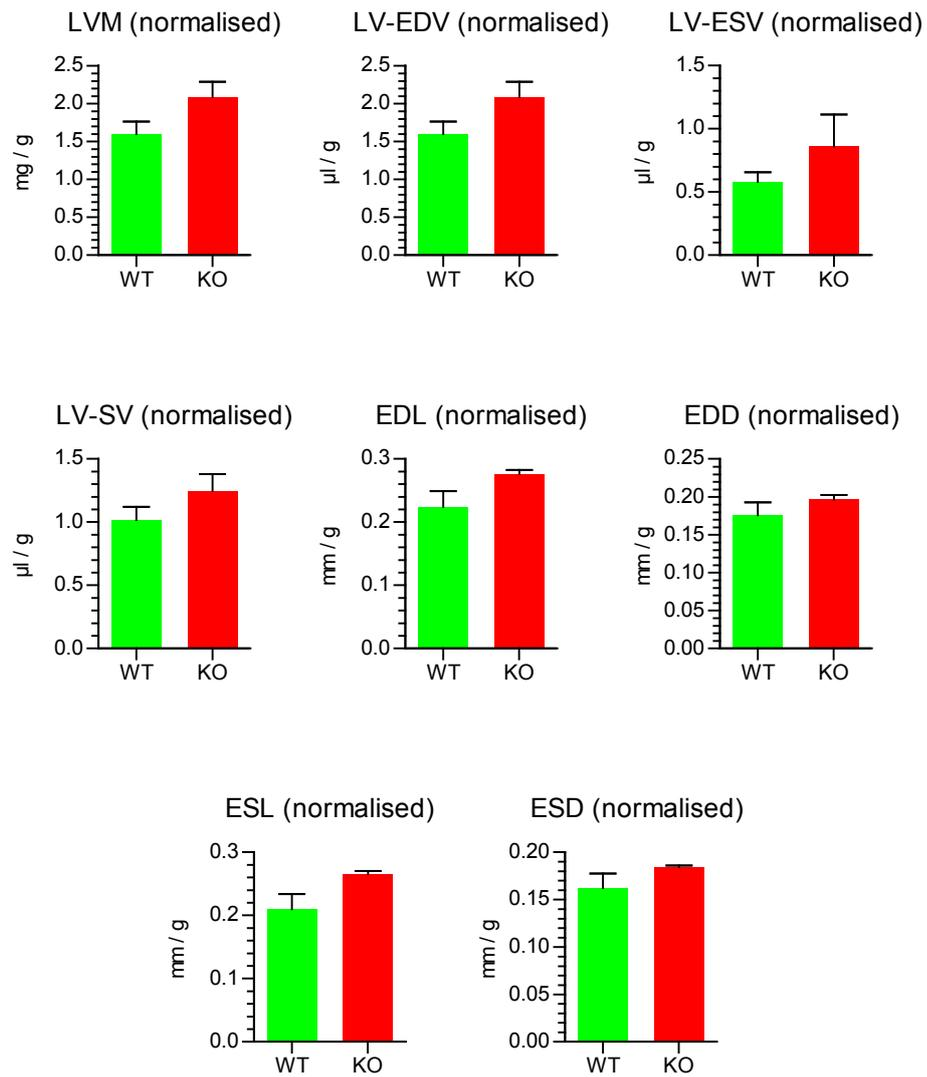 LVM (normalised)
2.5
2.0
1.5
1.0
0.5
0.0
mg / g
WT KO
LV-EDV (normalised)
2.5
2.0
1.5
1.0
0.5
0.0
µl / g
WT KO
LV-ESV (normalised)
1.5
1.0
0.5
0.0
µl / g
WT KO
LV-SV (normalised)
1.5
1.0
0.5
0.0
µl / g
WT KO
EDL (normalised)
0.3
0.2
0.1
0.0
mm / g
WT KO
EDD (normalised)
0.25
0.20
0.15
0.10
0.05
0.00
mm / g
WT KO
ESL (normalised)
0.3
0.2
0.1
0.0
mm / g
WT KO
ESD (normalised)
0.20
0.15
0.10
0.05
0.00
mm / g
WT KO